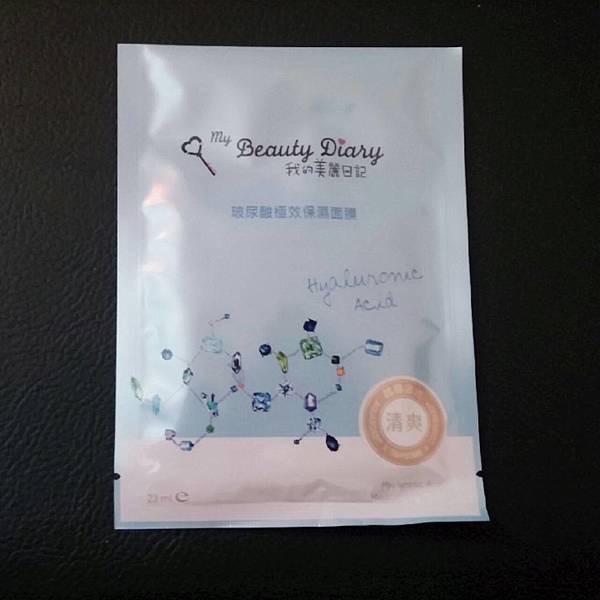 My Beauty Diary
我的美麗日記
玻尿酸極效保濕面膜
Hyaluronic
Acid
清爽
23 ml e